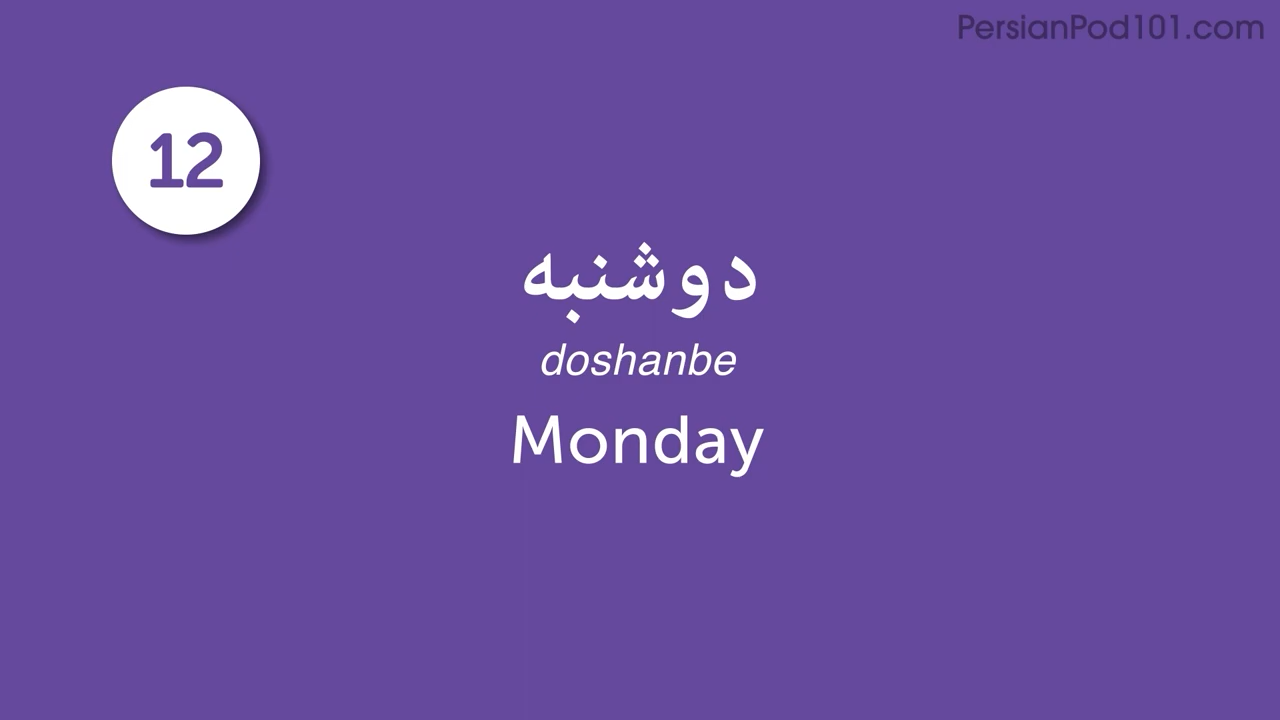 PersianPod101.com
12
دوشنبه
doshanbe
Monday